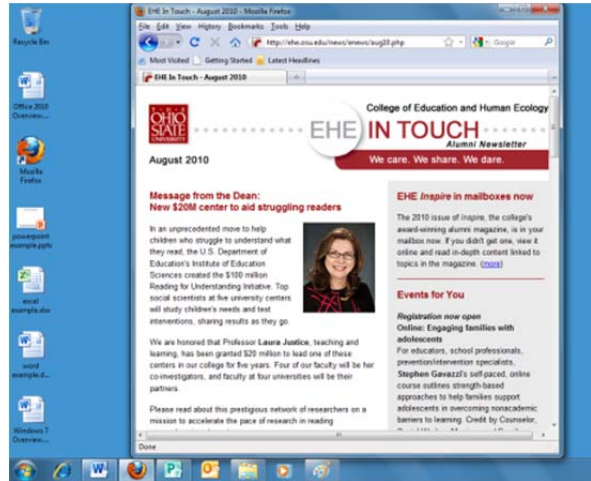 EHE In Touch - August 2010 - Mozilla Firefox
File Edit View History Bookmarks Tools Help
http://ehe.osu.edu/news/enews/aug10.php
Google
Most Visited Getting Started Latest Headlines
EHE In Touch - August 2010
Recycle Bin
Office 2010
Overview....
Mozilla
Firefox
powerpoint
example.pptx
excel
example.xlsx
word
example.d...
Windows 7
Overview....
THE
OHIO
STATE
UNIVERSITY
College of Education and Human Ecology
EHE IN TOUCH
Alumni Newsletter
August 2010
We care. We share. We dare.
Message from the Dean:
New $20M center to aid struggling readers
In an unprecedented move to help
children who struggle to understand what
they read, the U.S. Department of
Education's Institute of Education
Sciences created the $100 million
Reading for Understanding Initiative. Top
social scientists at five university centers
will study children's needs and test
interventions, sharing results as they go.
We are honored that Professor Laura Justice, teaching and
learning, has been granted $20 million to lead one of these
centers in our college for five years. Four of our faculty will be her
co-investigators, and faculty at four universities will be their
partners.
Please read about this prestigious network of researchers on a
mission to accelerate the pace of research in reading
EHE Inspire in mailboxes now
The 2010 issue of Inspire, the college's
award-winning alumni magazine, is in your
mailbox now. If you didn't get one, view it
online and read in-depth content linked to
topics in the magazine. (more)
Events for You
Registration now open
Online: Engaging families with
adolescents
For educators, school professionals,
prevention/intervention specialists,
Stephen Gavazzi's self-paced, online
course outlines strength-based
approaches to help families support
adolescents in overcoming nonacademic
barriers to learning. Credit by Counselor,
Done